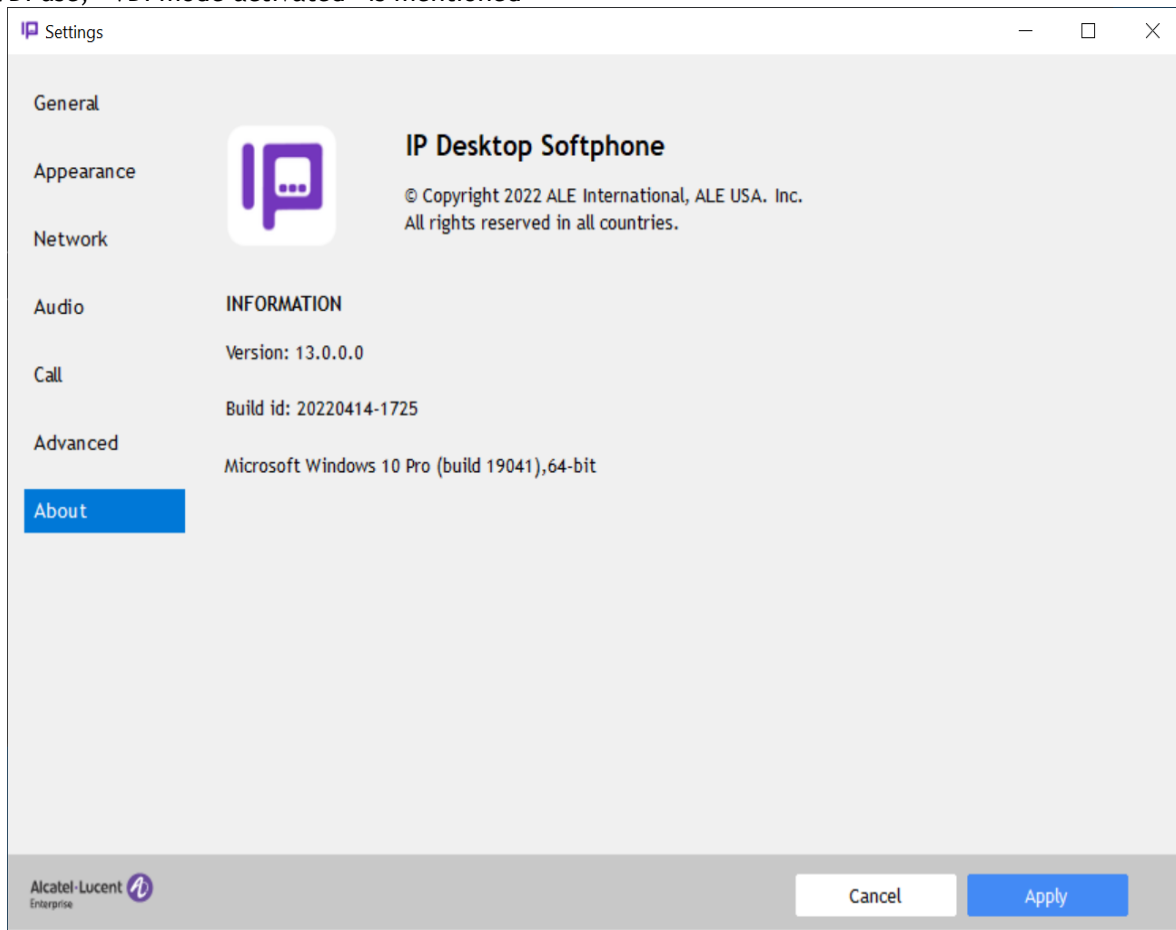 Settings
General
Appearance
Network
Audio
Call
Advanced
About
IP Desktop Softphone
© Copyright 2022 ALE International, ALE USA. Inc.
All rights reserved in all countries.
INFORMATION
Version: 13.0.0.0
Build id: 20220414-1725
Microsoft Windows 10 Pro (build 19041),64-bit
Alcatel·Lucent
Enterprise
Cancel
Apply